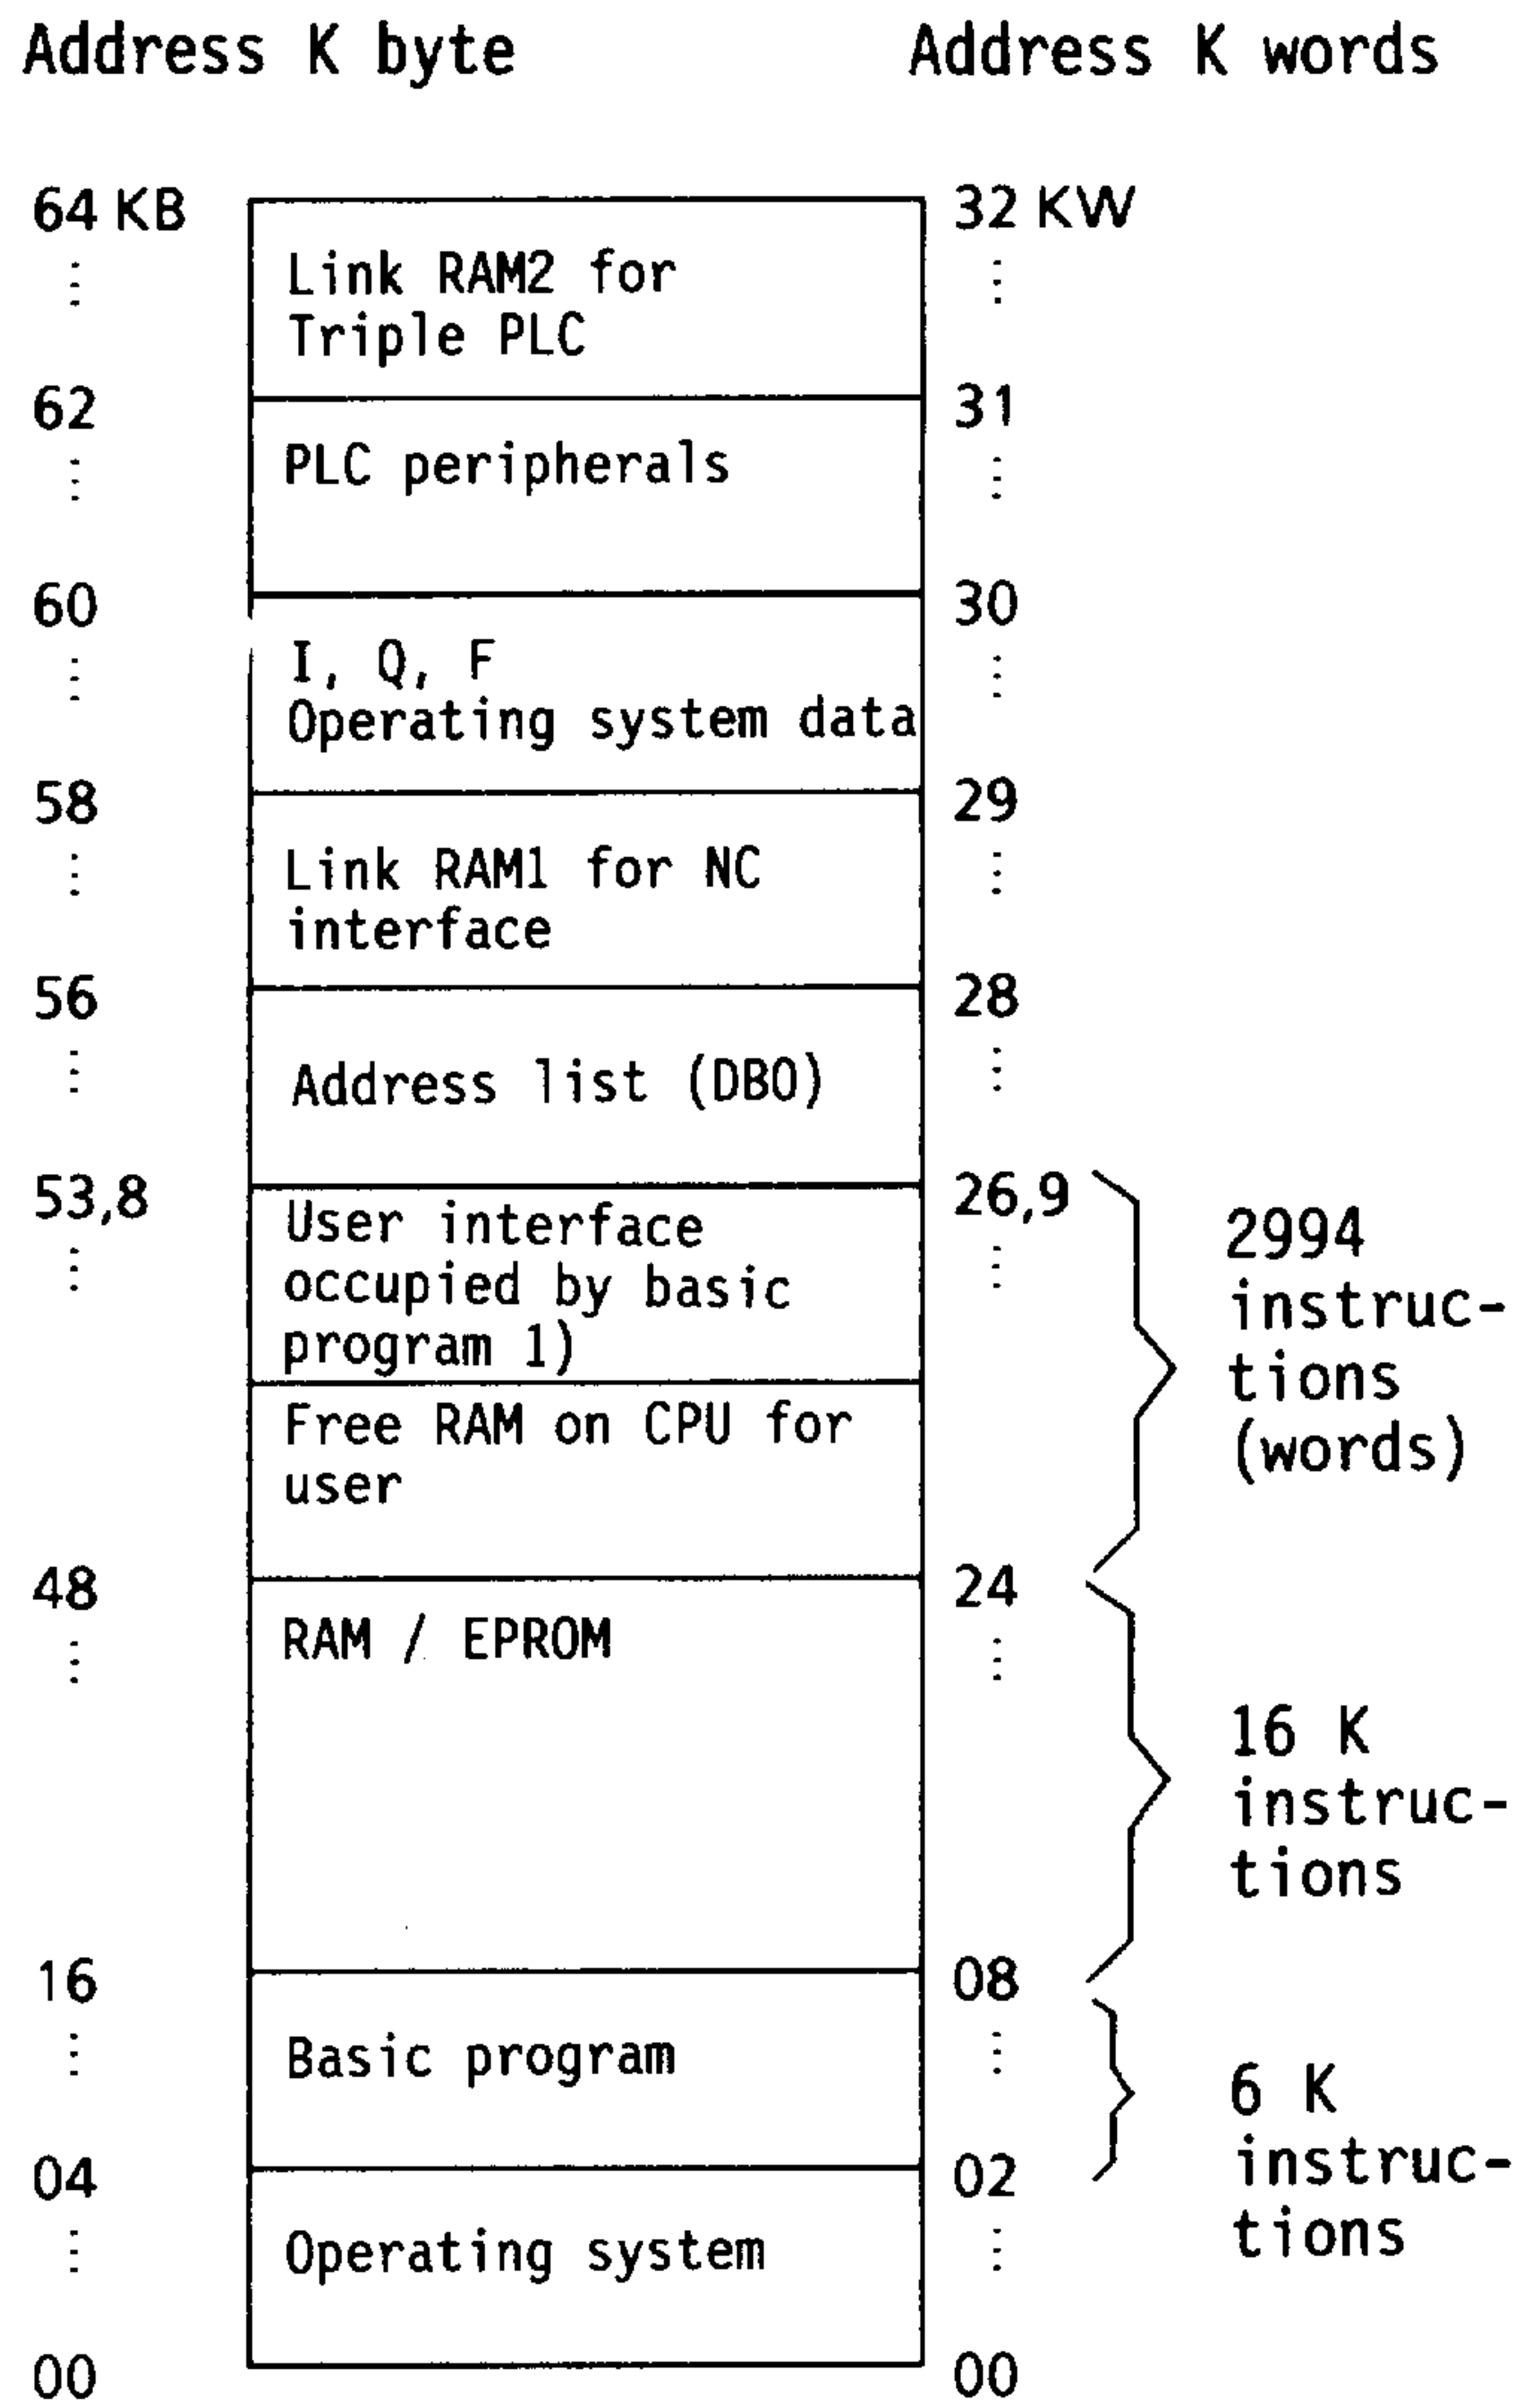 Address K byte Address K words
64 KB 32 KW
Link RAM2 for
Triple PLC
62 31
PLC peripherals
60 30
I, Q, F
Operating system data
58 29
Link RAM1 for NC
interface
56 28
Address list (DB0)
53,8 26,9
User interface
occupied by basic
program 1)
2994
instruc-
tions
(words)
Free RAM on CPU for
user
48 24
RAM / EPROM
16 K
instruc-
tions
16 08
Basic program
6 K
instruc-
tions
04 02
Operating system
00 00